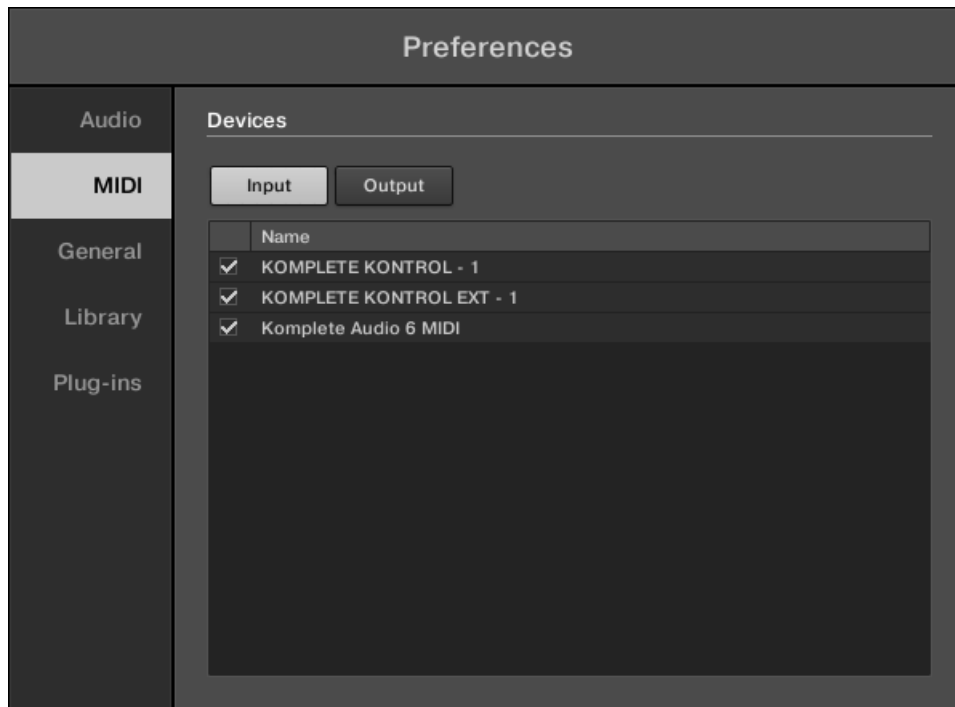 Preferences
Audio
MIDI
General
Library
Plug-ins
Devices
Input Output
Name
KOMPLETE KONTROL - 1
KOMPLETE KONTROL EXT - 1
Komplete Audio 6 MIDI